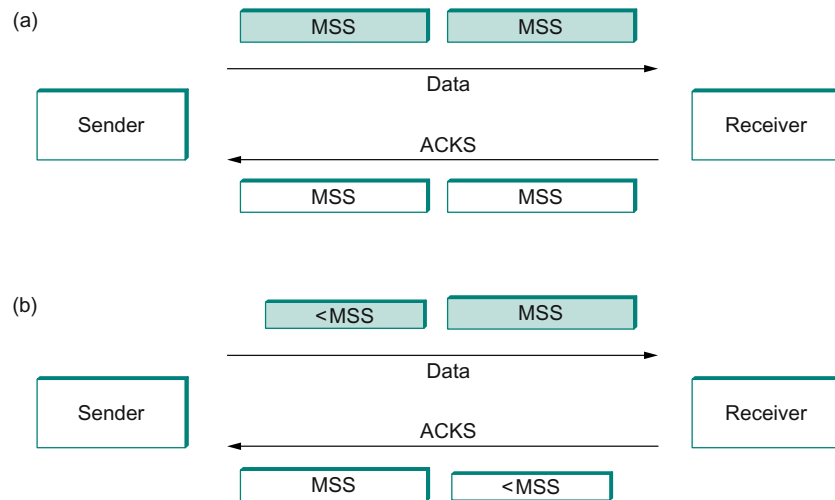 (a)
MSS MSS
Data
Sender
Receiver
ACKS
MSS MSS
(b)
<MSS MSS
Data
Sender
Receiver
ACKS
MSS <MSS